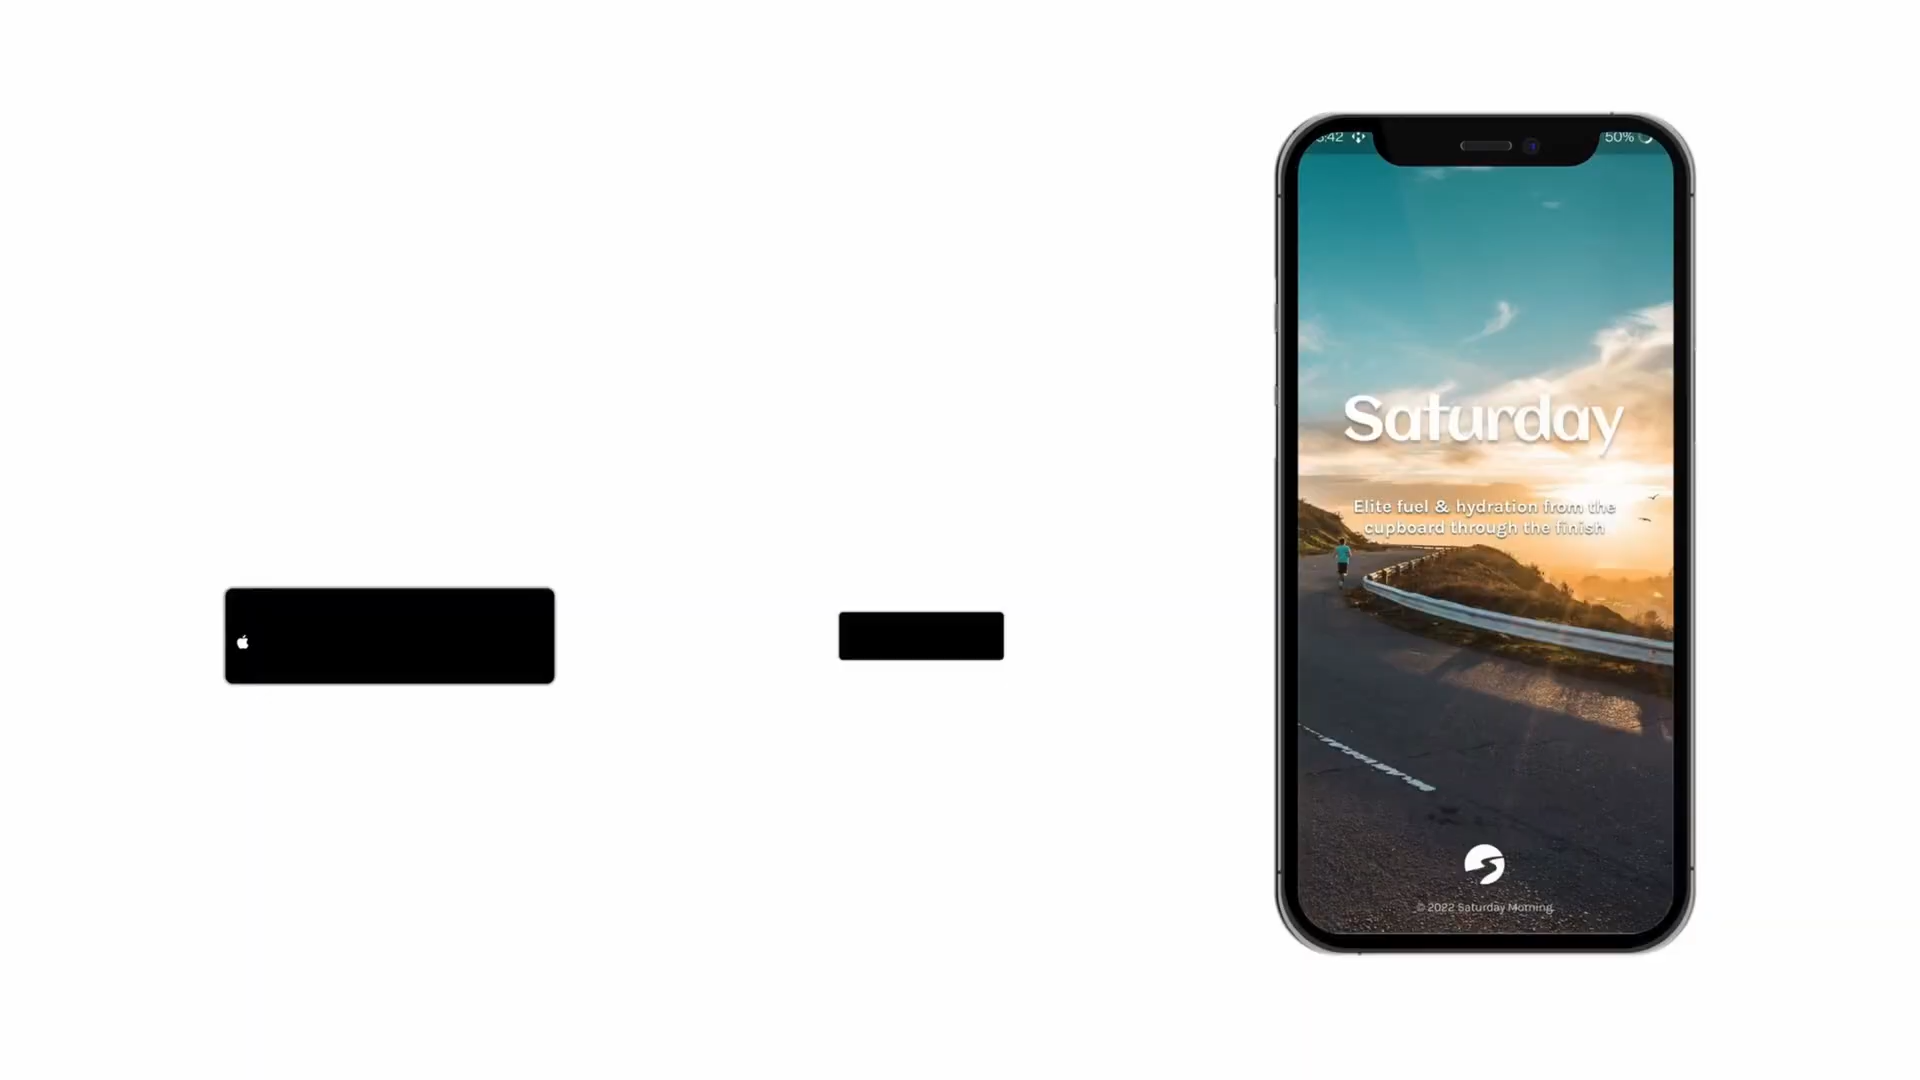 50%
Saturday
Elite fuel & hydration from the
cupboard through the finish
© 2022 Saturday Morning